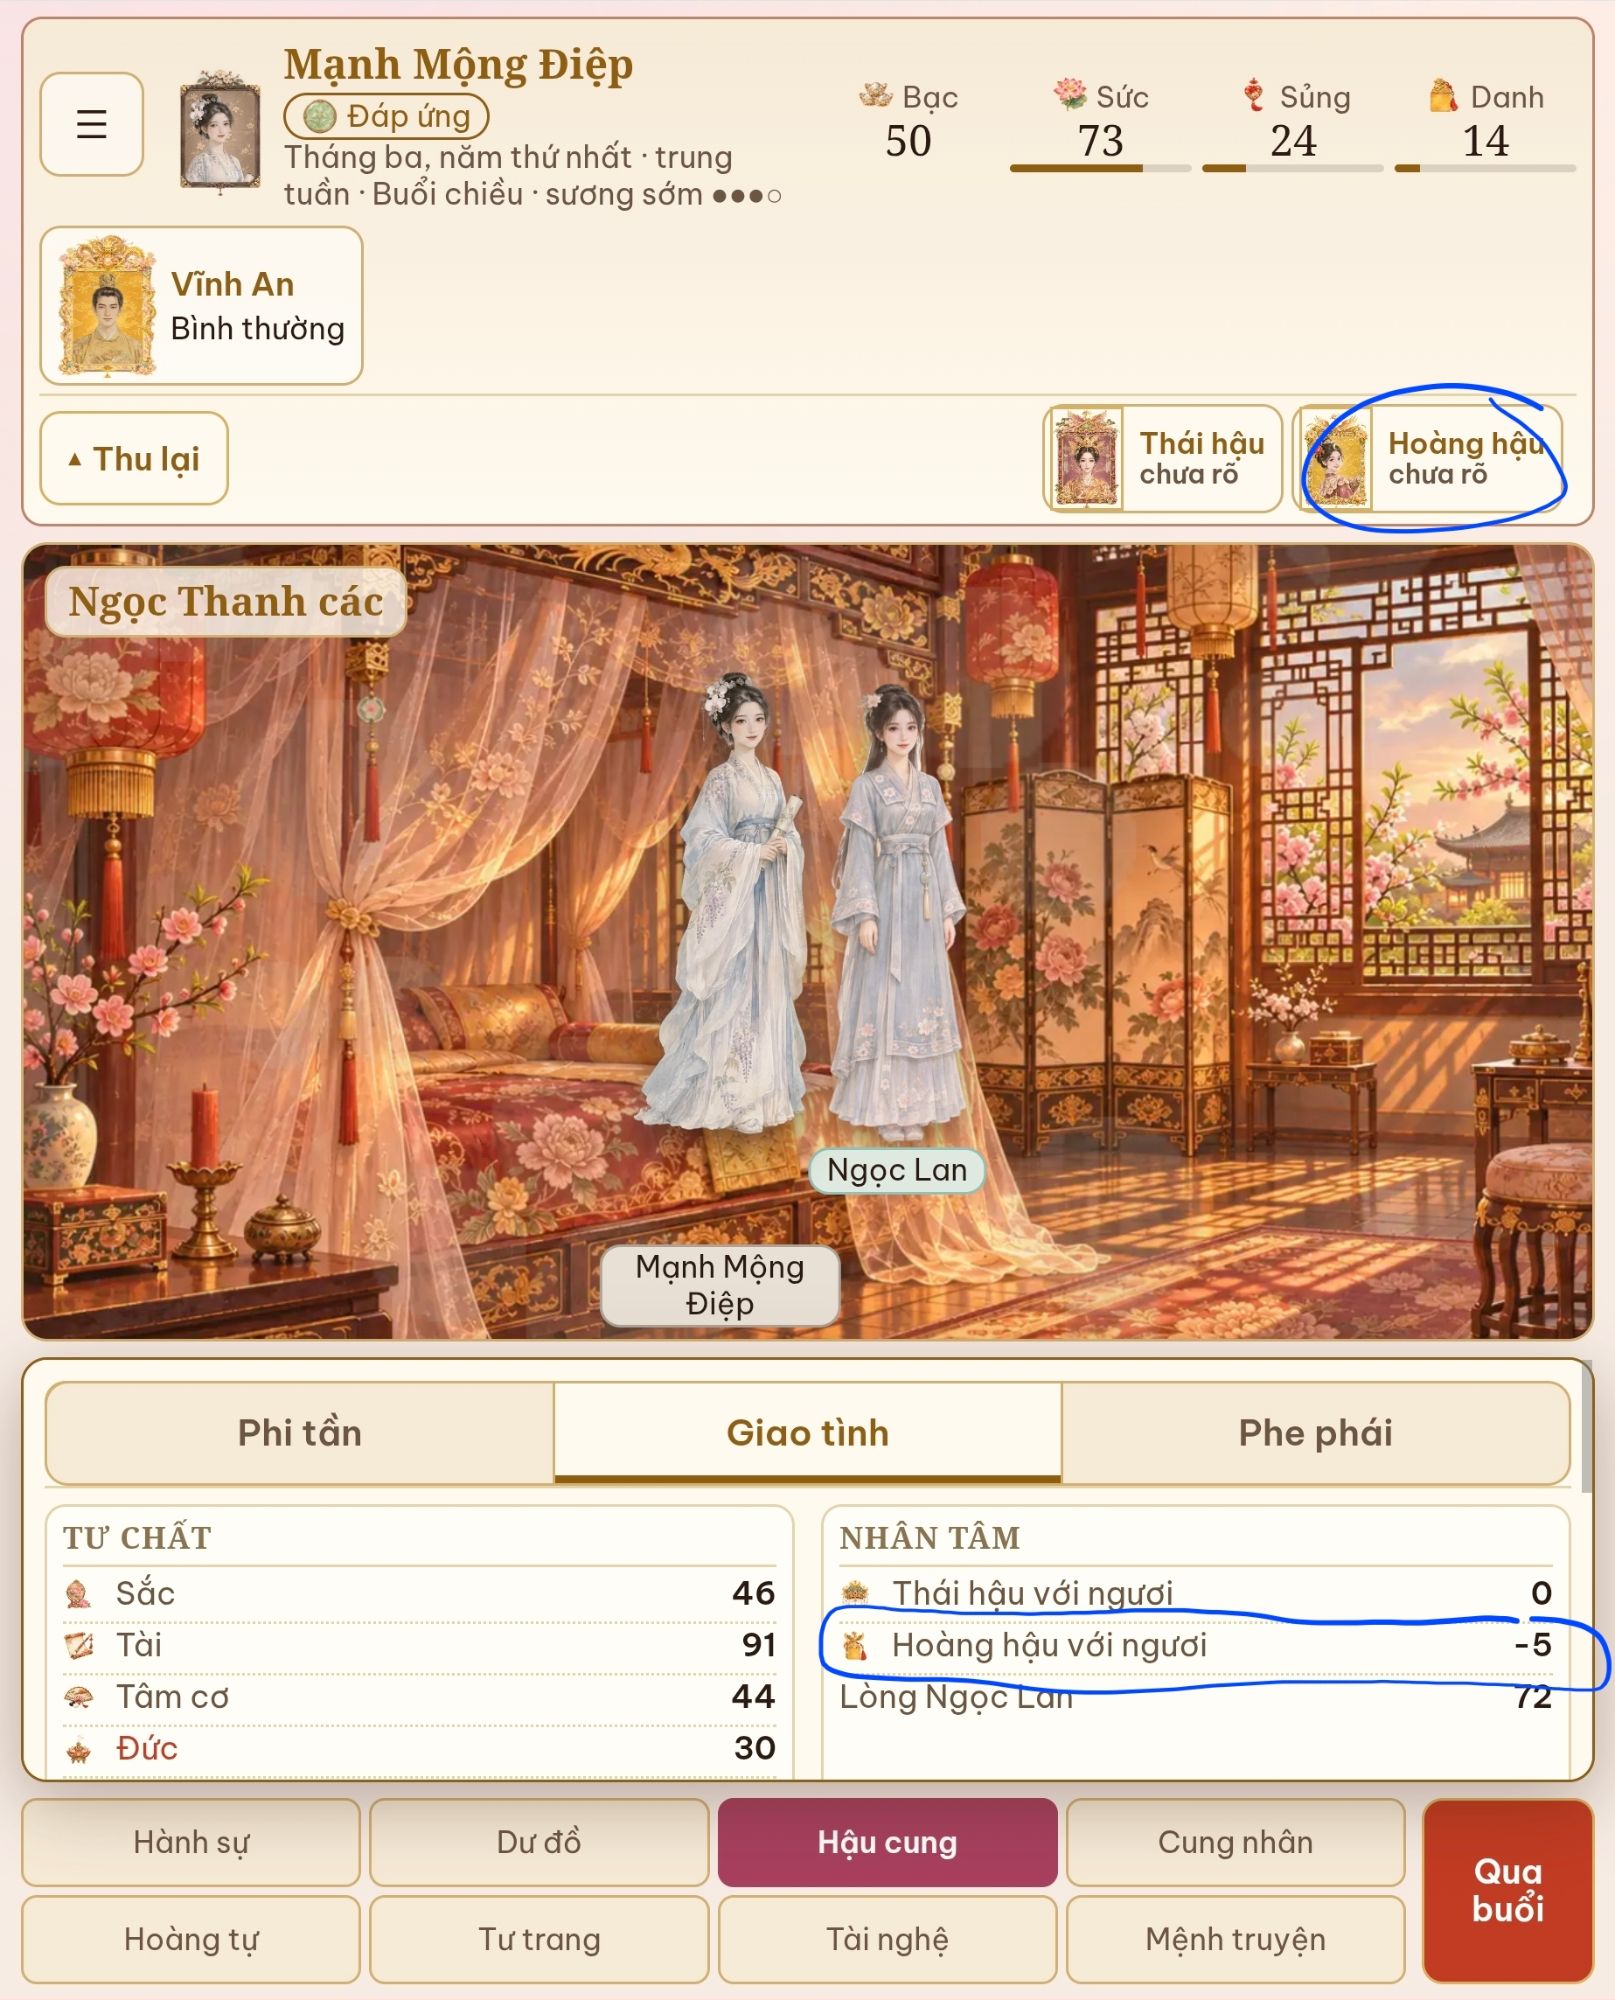 Mạnh Mộng Điệp
Đáp ứng
Tháng ba, năm thứ nhất · trung
tuần · Buổi chiều · sương sớm ●●●○
Bạc
50
Sức
73
Sủng
24
Danh
14
Vĩnh An
Bình thường
▲ Thu lại
Thái hậu
chưa rõ
Hoàng hậu
chưa rõ
Ngọc Thanh các
Ngọc Lan
Mạnh Mộng
Điệp
Phi tần
Giao tình
Phe phái
TƯ CHẤT
Sắc 46
Tài 91
Tâm cơ 44
Đức 30
NHÂN TÂM
Thái hậu với ngươi 0
Hoàng hậu với ngươi -5
Lòng Ngọc Lan 72
Hành sự
Dư đồ
Hậu cung
Cung nhân
Qua
buổi
Hoàng tự
Tư trang
Tài nghệ
Mệnh truyện